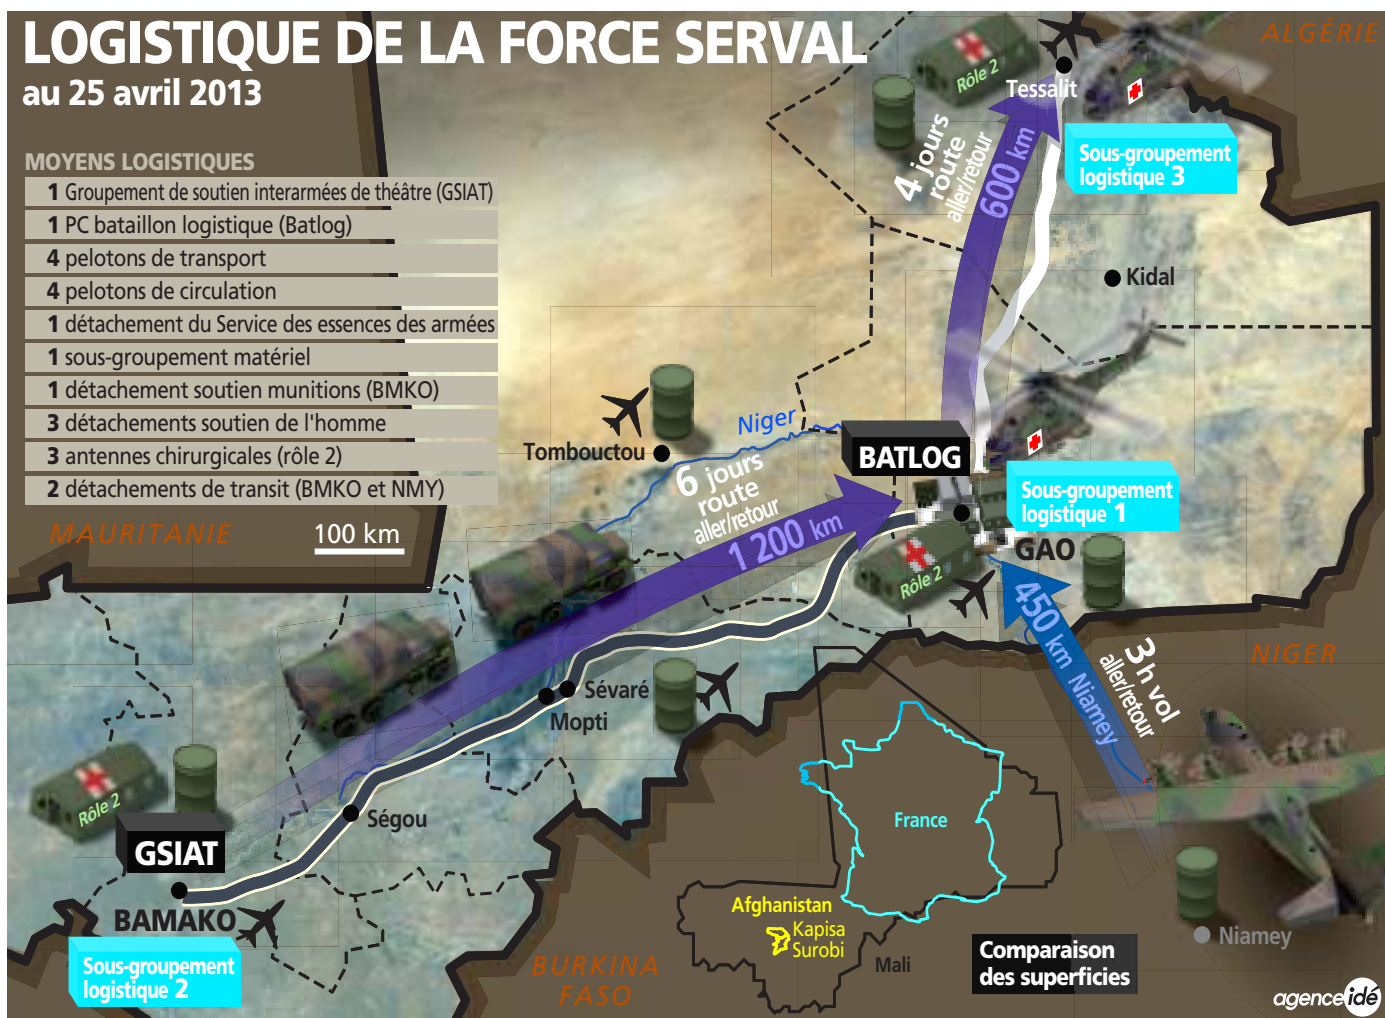 LOGISTIQUE DE LA FORCE SERVAL
au 25 avril 2013
MOYENS LOGISTIQUES
1 Groupement de soutien interarmées de théâtre (GSIAT)
1 PC bataillon logistique (Batlog)
4 pelotons de transport
4 pelotons de circulation
1 détachement du Service des essences des armées
1 sous-groupement matériel
1 détachement soutien munitions (BMKO)
3 détachements soutien de l'homme
3 antennes chirurgicales (rôle 2)
2 détachements de transit (BMKO et NMY)
MAURITANIE
100 km
ALGÉRIE
Rôle 2
Tessalit
Sous-groupement
logistique 3
4 jours
route
aller/retour
600 km
Kidal
Tombouctou
Niger
BATLOG
6 jours
route
aller/retour
1 200 km
Sous-groupement
logistique 1
GAO
Rôle 2
450 km Niamey
3h vol
aller/retour
NIGER
Sévaré
Mopti
Ségou
Rôle 2
GSIAT
BAMAKO
Sous-groupement
logistique 2
BURKINA
FASO
France
Afghanistan
Kapisa
Surobi
Mali
Comparaison
des superficies
Niamey
agence idé